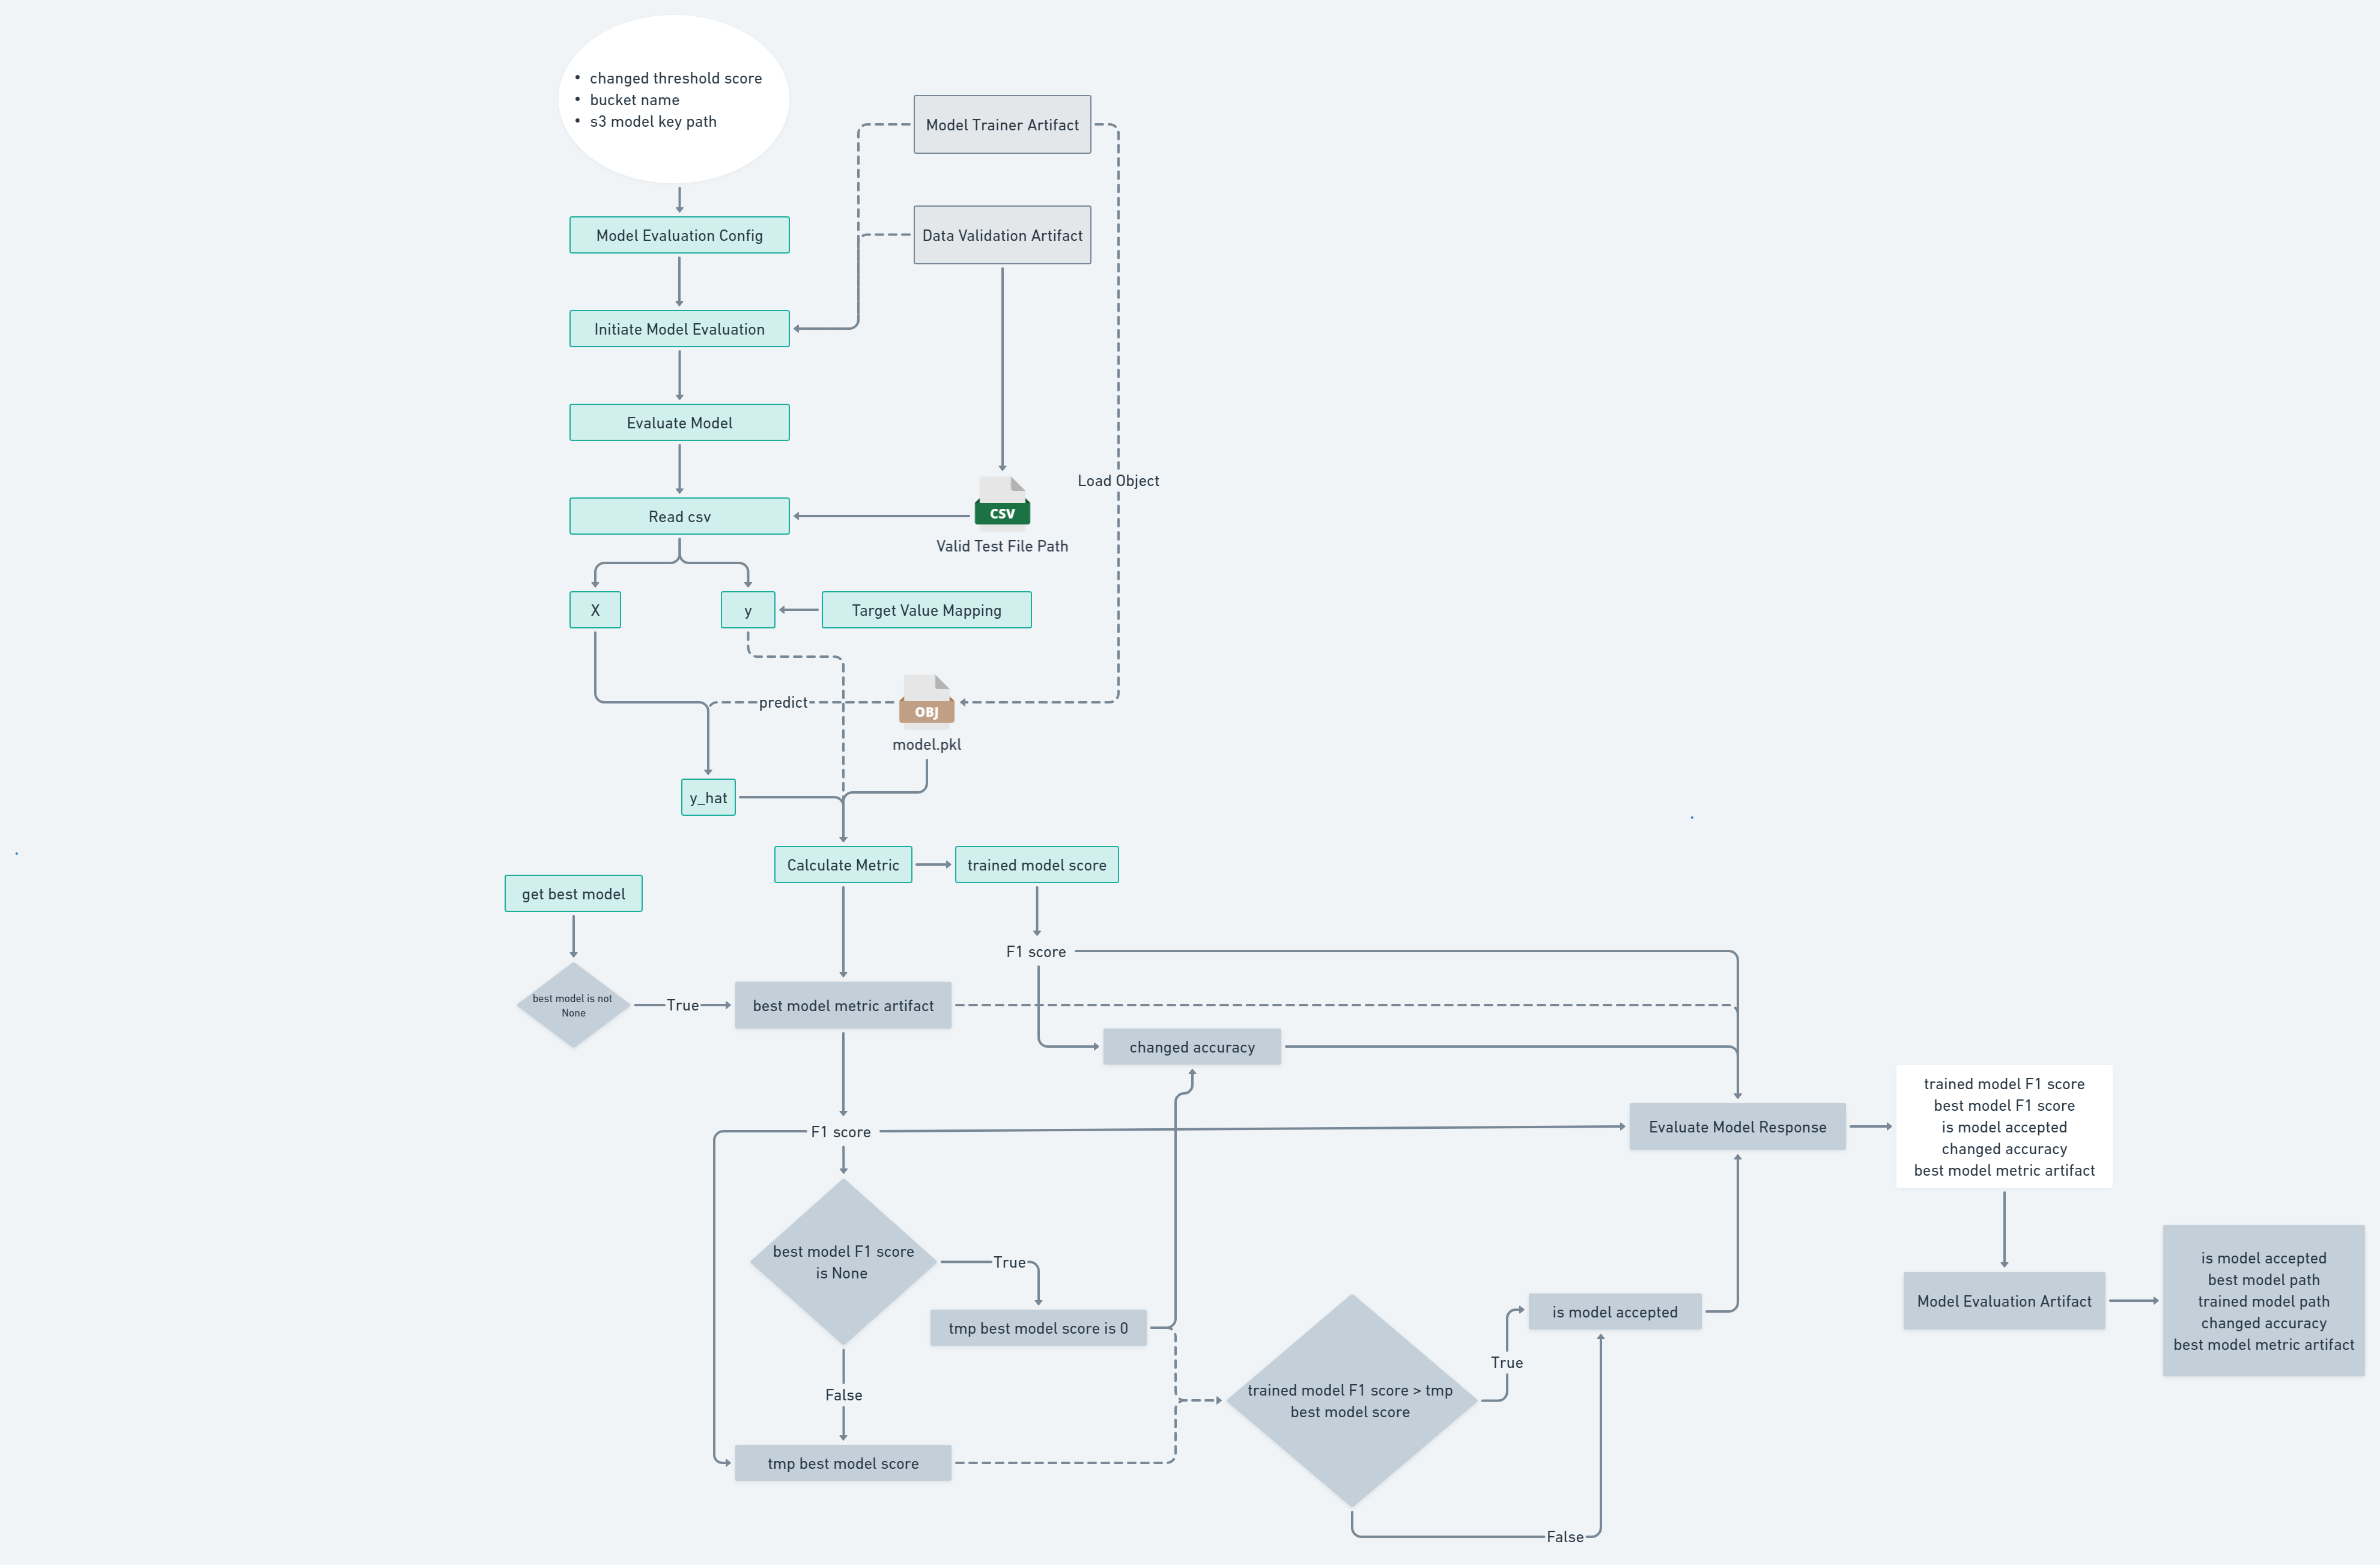 • changed threshold score
• bucket name
• s3 model key path
Model Trainer Artifact
Model Evaluation Config
Data Validation Artifact
Initiate Model Evaluation
Evaluate Model
Load Object
Read csv
CSV
Valid Test File Path
X
y
Target Value Mapping
predict
OBJ
model.pkl
y_hat
Calculate Metric
trained model score
get best model
F1 score
best model is not
None
True
best model metric artifact
changed accuracy
F1 score
Evaluate Model Response
trained model F1 score
best model F1 score
is model accepted
changed accuracy
best model metric artifact
best model F1 score
is None
True
tmp best model score is 0
is model accepted
Model Evaluation Artifact
is model accepted
best model path
trained model path
changed accuracy
best model metric artifact
True
False
trained model F1 score > tmp
best model score
tmp best model score
False